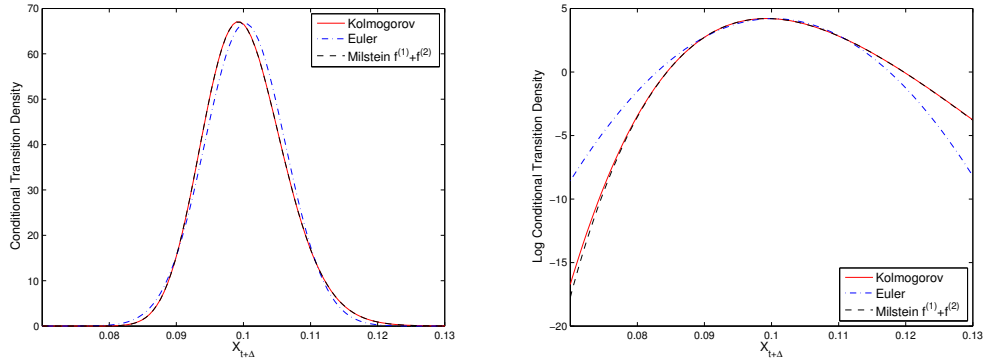 70
60
50
40
30
20
10
0
Conditional Transition Density
Kolmogorov
Euler
Milstein f(1)+f(2)
0.08 0.09 0.1 0.11 0.12 0.13
Xt+Δ
5
0
−5
−10
−15
−20
Log Conditional Transition Density
Kolmogorov
Euler
Milstein f(1)+f(2)
0.08 0.09 0.1 0.11 0.12 0.13
Xt+Δ